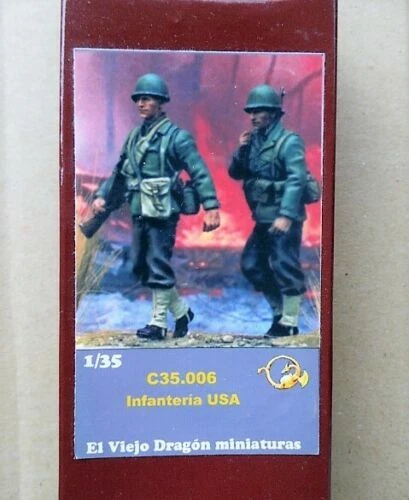 1/35
C35.006
Infantería USA
El Viejo Dragón miniaturas